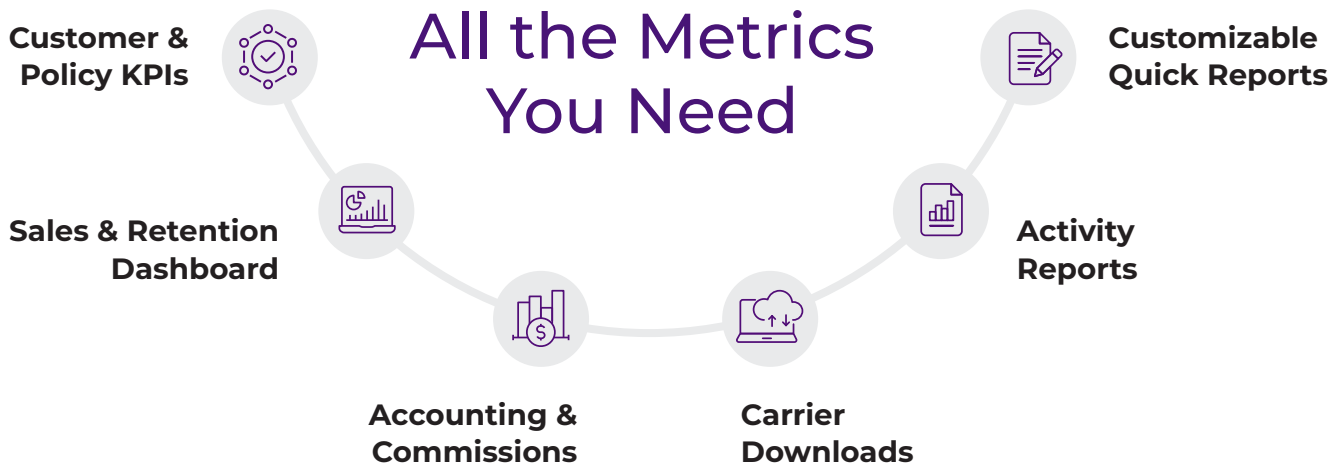 All the Metrics
You Need
Customer &
Policy KPIs
Sales & Retention
Dashboard
Accounting &
Commissions
Carrier
Downloads
Activity
Reports
Customizable
Quick Reports
$